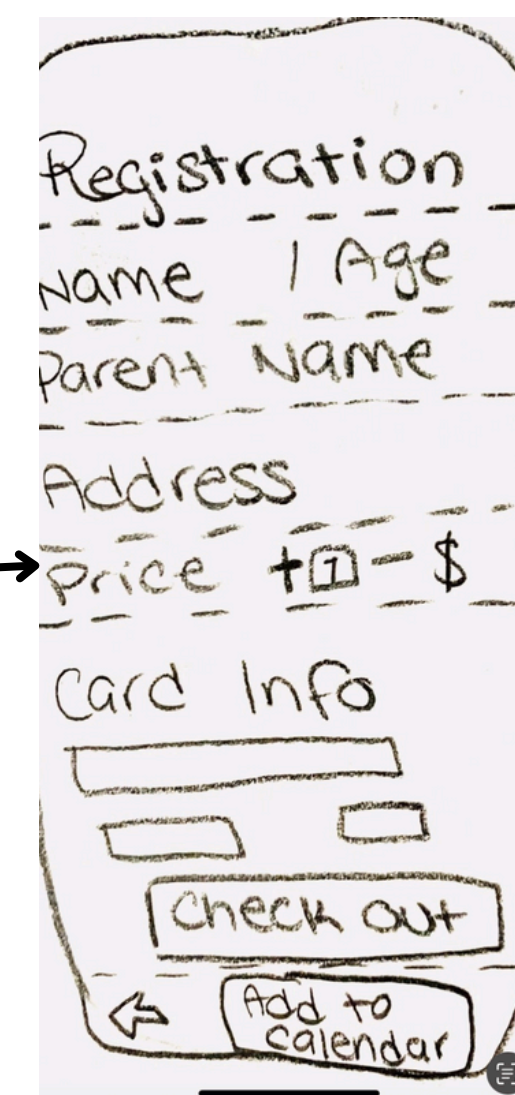 Registration
Name | Age
Parent Name
Address
Price +1- $
Card Info
Check out
Add to
calendar